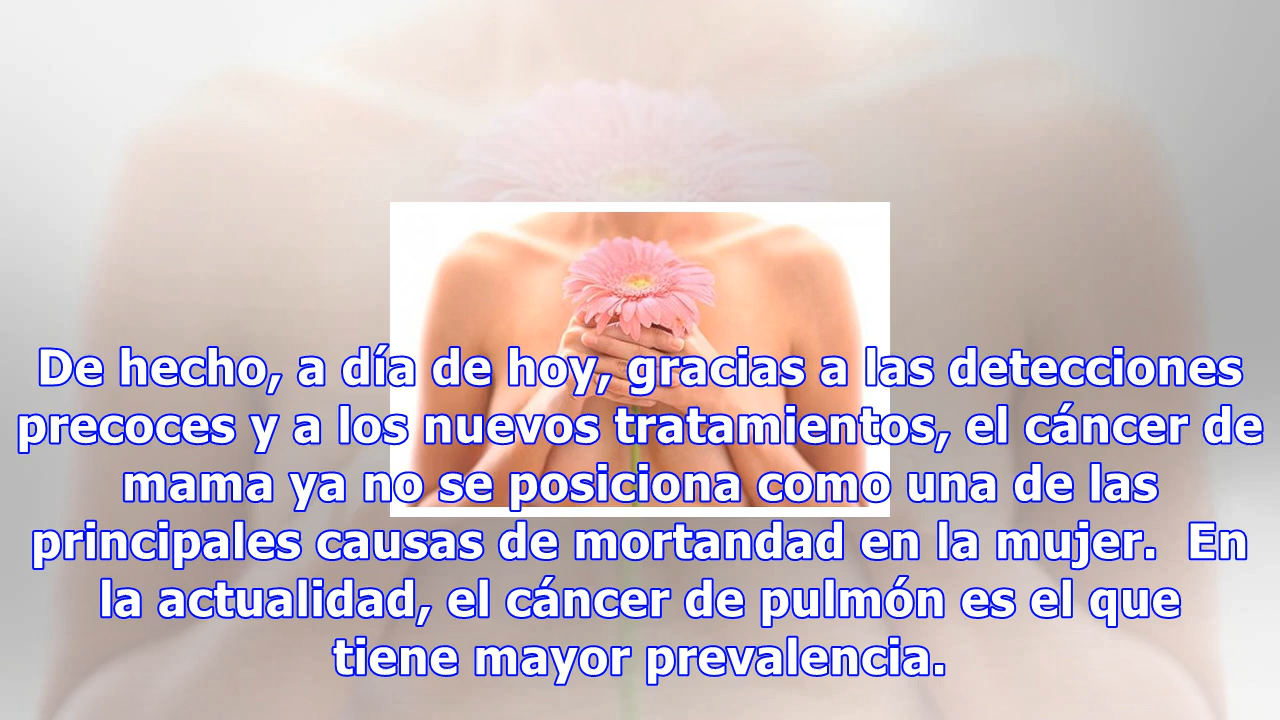 De hecho, a día de hoy, gracias a las detecciones
precoces y a los nuevos tratamientos, el cáncer de
mama ya no se posiciona como una de las
principales causas de mortandad en la mujer.  En
la actualidad, el cáncer de pulmón es el que
tiene mayor prevalencia.